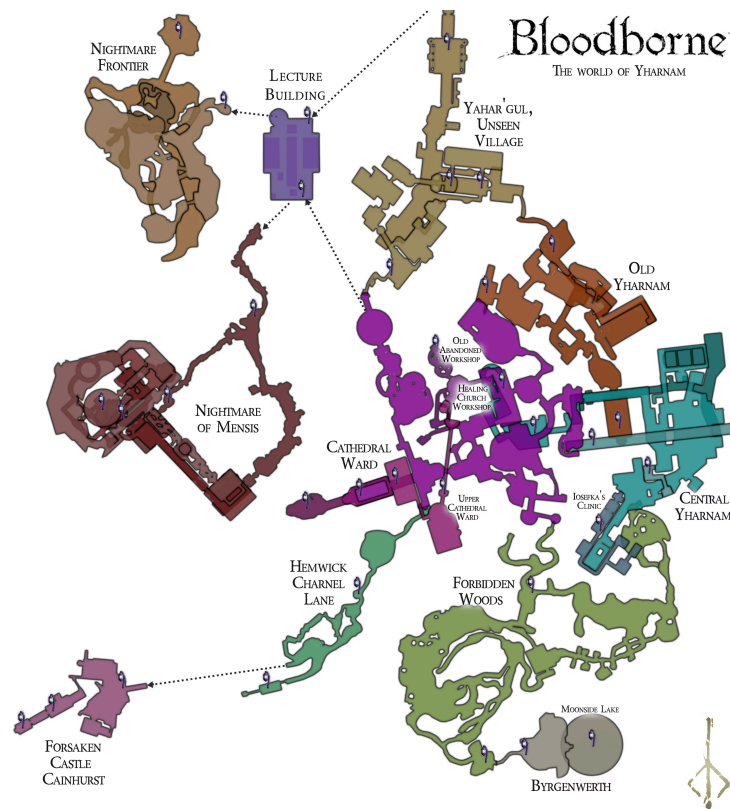 Bloodborne
The world of Yharnam
Nightmare
Frontier
Lecture
Building
Yahar'gul,
Unseen
Village
Old
Yharnam
Old
Abandoned
Workshop
Healing
Church
Workshop
Nightmare
of Mensis
Cathedral
Ward
Upper
Cathedral
Ward
Iosefka's
Clinic
Central
Yharnam
Hemwick
Charnel
Lane
Forbidden
Woods
Forsaken
Castle
Cainhurst
Moonside Lake
Byrgenwerth